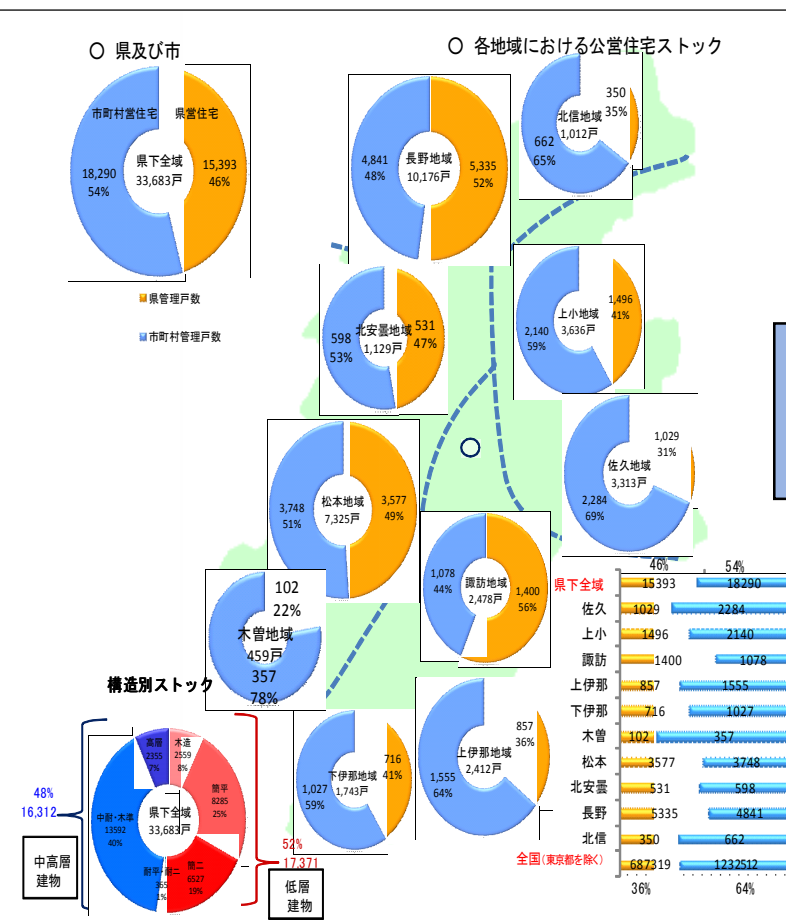 ○ 県及び市
○ 各地域における公営住宅ストック
市町村営住宅
県営住宅
県下全域
33,683戸
18,290
54%
15,393
46%
県管理戸数
市町村管理戸数
長野地域
10,176戸
4,841
48%
5,335
52%
北信地域
1,012戸
350
35%
662
65%
北安曇地域
1,129戸
598
53%
531
47%
上小地域
3,636戸
1,496
41%
2,140
59%
佐久地域
3,313戸
1,029
31%
2,284
69%
松本地域
7,325戸
3,748
51%
3,577
49%
諏訪地域
2,478戸
1,078
44%
1,400
56%
102
22%
木曽地域
459戸
357
78%
下伊那地域
1,743戸
716
41%
1,027
59%
上伊那地域
2,412戸
857
36%
1,555
64%
構造別ストック
県下全域
33,683戸
高層
2355
7%
木造
2559
8%
簡平
8285
25%
簡二
6527
19%
耐平・耐二
365
1%
中耐・木準
13592
40%
48%
16,312
中高層
建物
52%
17,371
低層
建物
46% 54%
県下全域 15393 18290
佐久 1029 2284
上小 1496 2140
諏訪 1400 1078
上伊那 857 1555
下伊那 716 1027
木曽 102 357
松本 3577 3748
北安曇 531 598
長野 5335 4841
北信 350 662
全国(東京都を除く) 687319 1232512
36% 64%